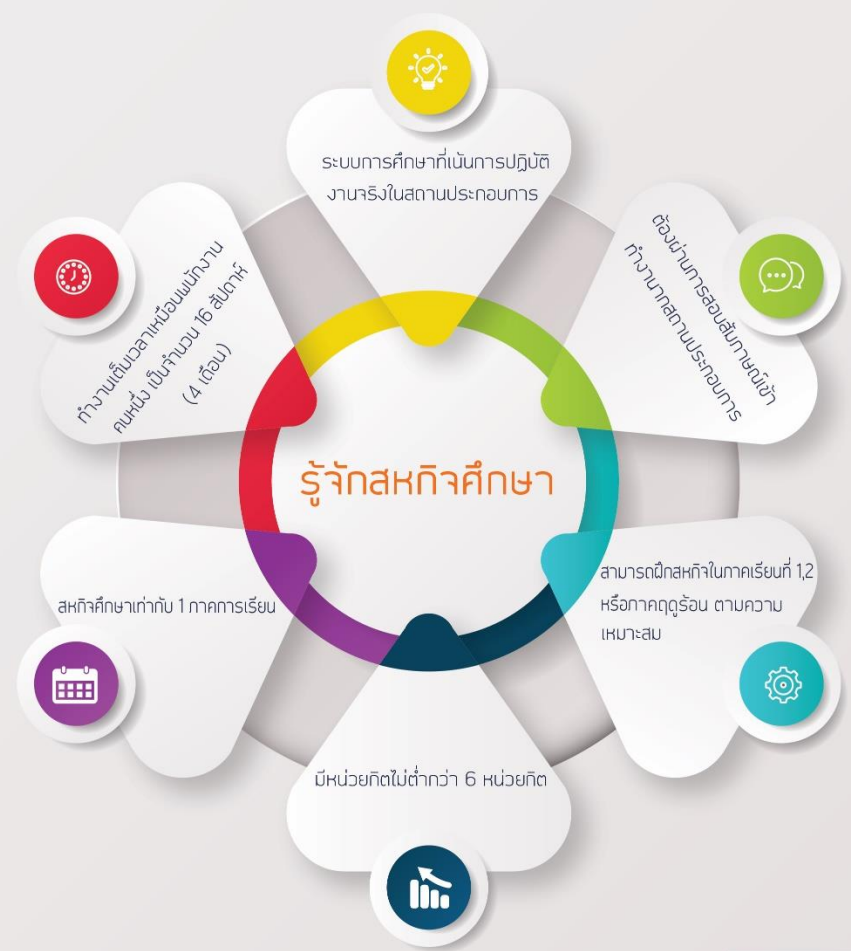 รู้จักสหกิจศึกษา
ระบบการศึกษาที่เน้นการปฏิบัติ
งานจริงในสถานประกอบการ
ต้องผ่านการสอบสัมภาษณ์เข้า
ทำงานากสถานประกอบการ
สามารถฝึกสหกิจในภาคเรียนที่ 1,2
หรือภาคฤดูร้อน ตามความ
เหมาะสม
มีหน่วยกิตไม่ต่ำกว่า 6 หน่วยกิต
สหกิจศึกษาเท่ากับ 1 ภาคการเรียน
ทำงานเต็มเวลาเหมือนพนักงาน
คนหนึ่ง เป็นจำนวน 16 สัปดาห์
(4 เดือน)